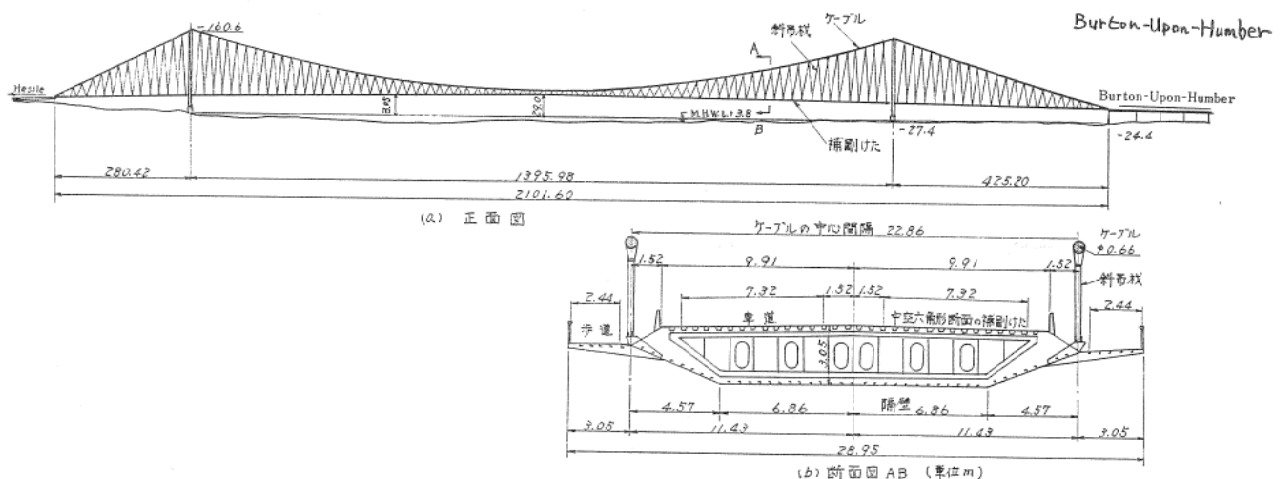 Burton-Upon-Humber
-160.6
ケーブル
斜吊材
A
Hesile
3.05
29.0
M.H.W.L+3.8
B
Burton-Upon-Humber
-27.4
補剛けた
-24.4
280.42
1395.98
425.20
2101.60
(a) 正面図
ケーブルの中心間隔 22.86
ケーブル
φ0.66
1.52
9.91
9.91
1.52
斜吊材
2.44
7.32
1.52
1.52
7.32
2.44
歩道
車道
中空六角形断面の補剛けた
3.05
4.57
6.86
隔壁
6.86
4.57
3.05
11.43
11.43
3.05
28.95
(b) 断面図 AB (単位m)